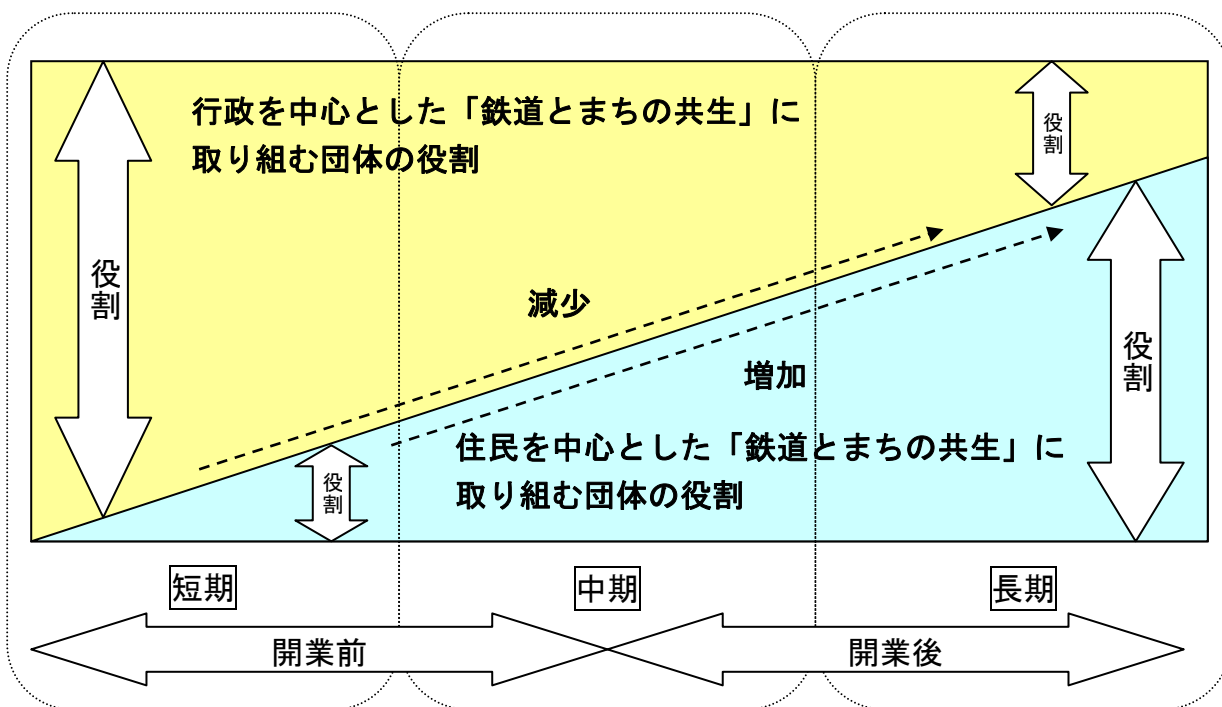 行政を中心とした「鉄道とまちの共生」に
取り組む団体の役割
役割
役割
減少
増加
役割
住民を中心とした「鉄道とまちの共生」に
取り組む団体の役割
役割
短期
中期
長期
開業前
開業後